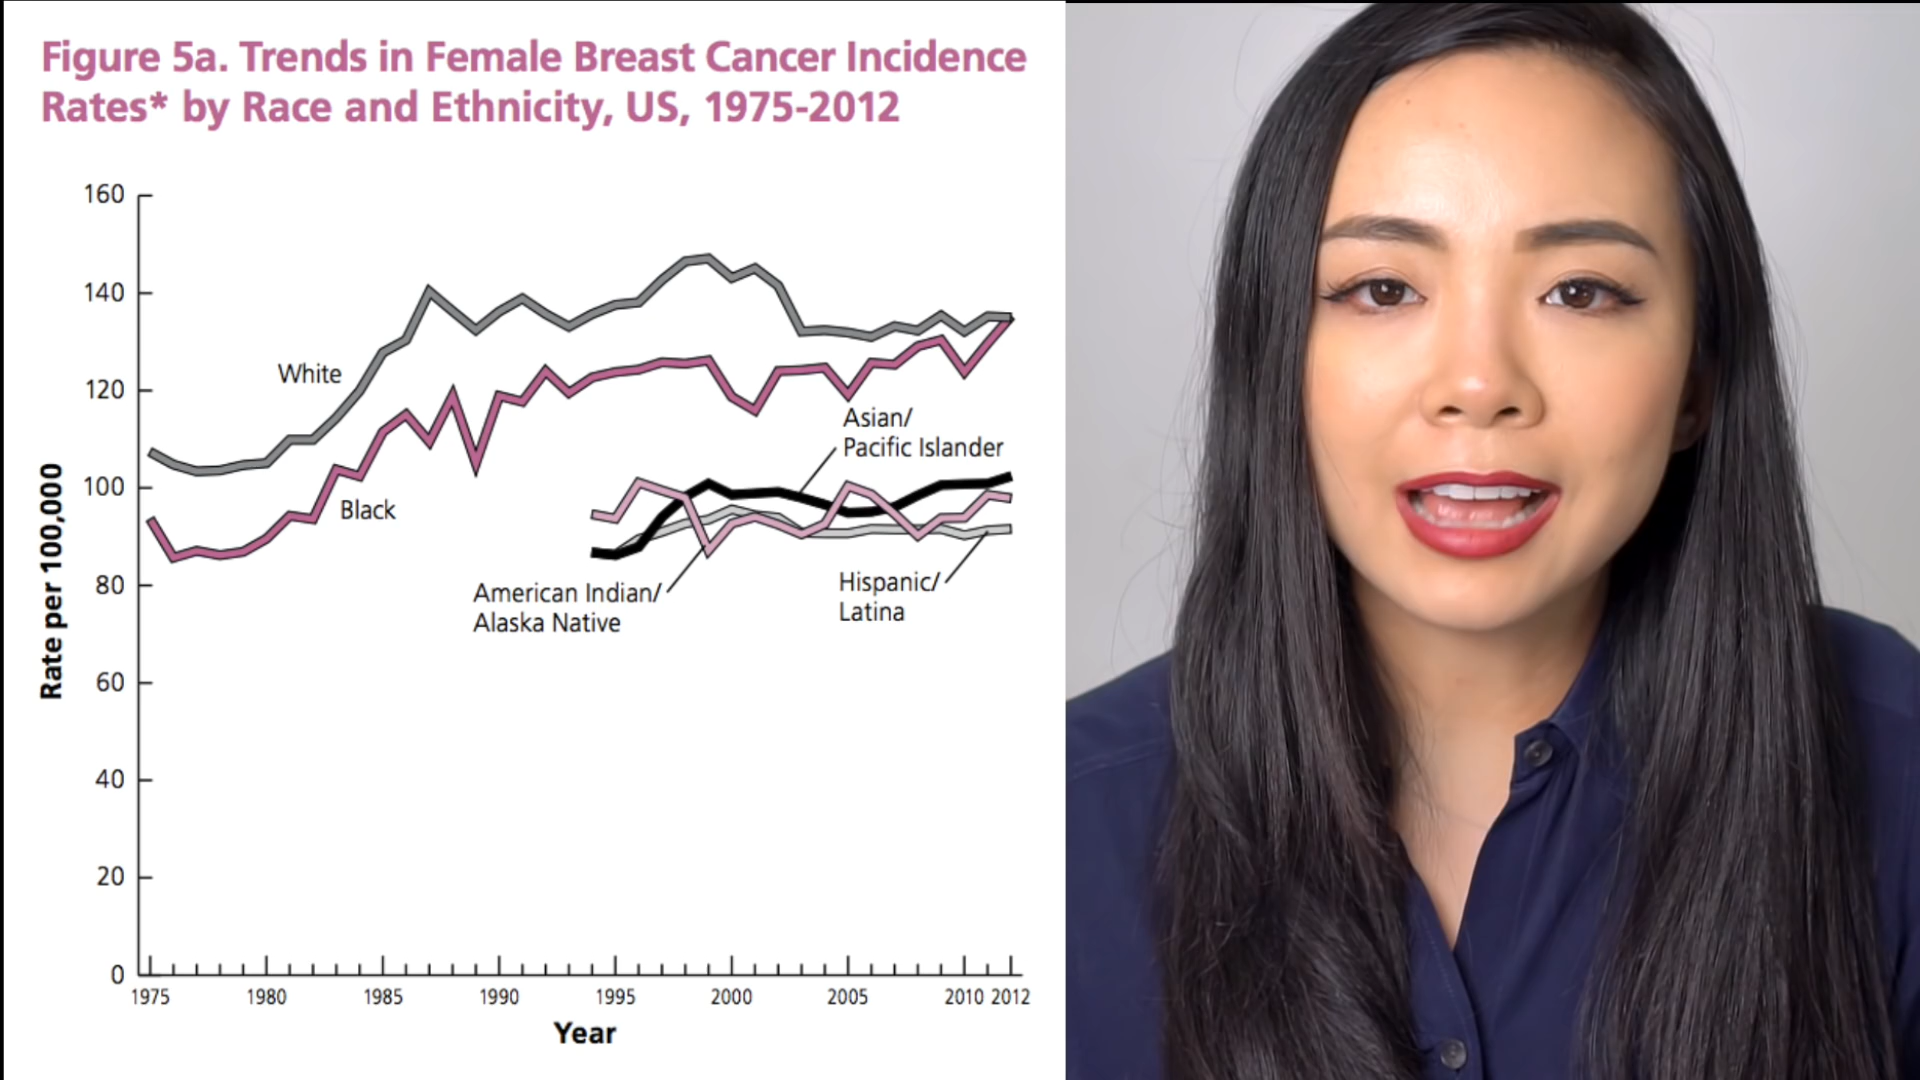 Figure 5a. Trends in Female Breast Cancer Incidence
Rates* by Race and Ethnicity, US, 1975-2012
160
140
120
100
80
60
40
20
0
Rate per 100,000
White
Black
Asian/
Pacific Islander
American Indian/
Alaska Native
Hispanic/
Latina
1975
1980
1985
1990
1995
2000
2005
2010
2012
Year